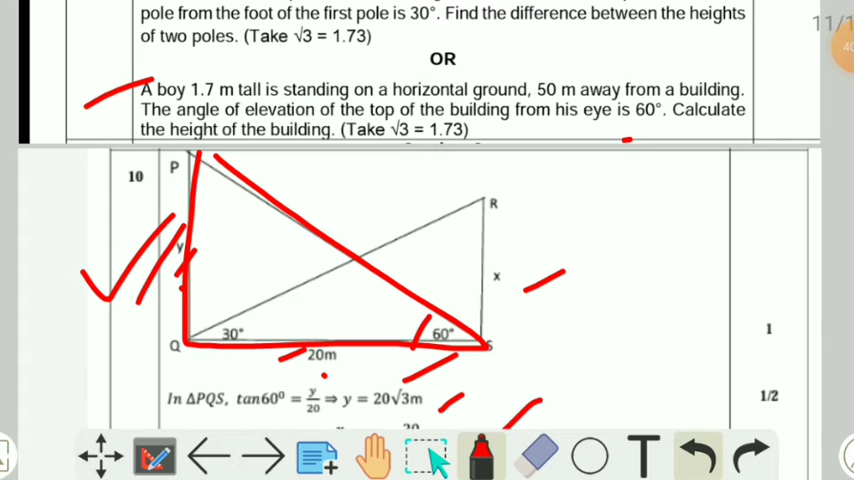 pole from the foot of the first pole is 30°. Find the difference between the heights
of two poles. (Take √3 = 1.73)
OR
A boy 1.7 m tall is standing on a horizontal ground, 50 m away from a building.
The angle of elevation of the top of the building from his eye is 60°. Calculate
the height of the building. (Take √3 = 1.73)
11/1
40
10
P
R
y
x
1
30°
60°
Q
S
20m
In ΔPQS, tan60⁰ = y/20 ⇒ y = 20√3m
1/2
20
T